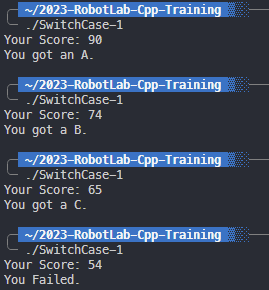 ~/2023-RobotLab-Cpp-Training
./SwitchCase-1
Your Score: 90
You got an A.
~/2023-RobotLab-Cpp-Training
./SwitchCase-1
Your Score: 74
You got a B.
~/2023-RobotLab-Cpp-Training
./SwitchCase-1
Your Score: 65
You got a C.
~/2023-RobotLab-Cpp-Training
./SwitchCase-1
Your Score: 54
You Failed.